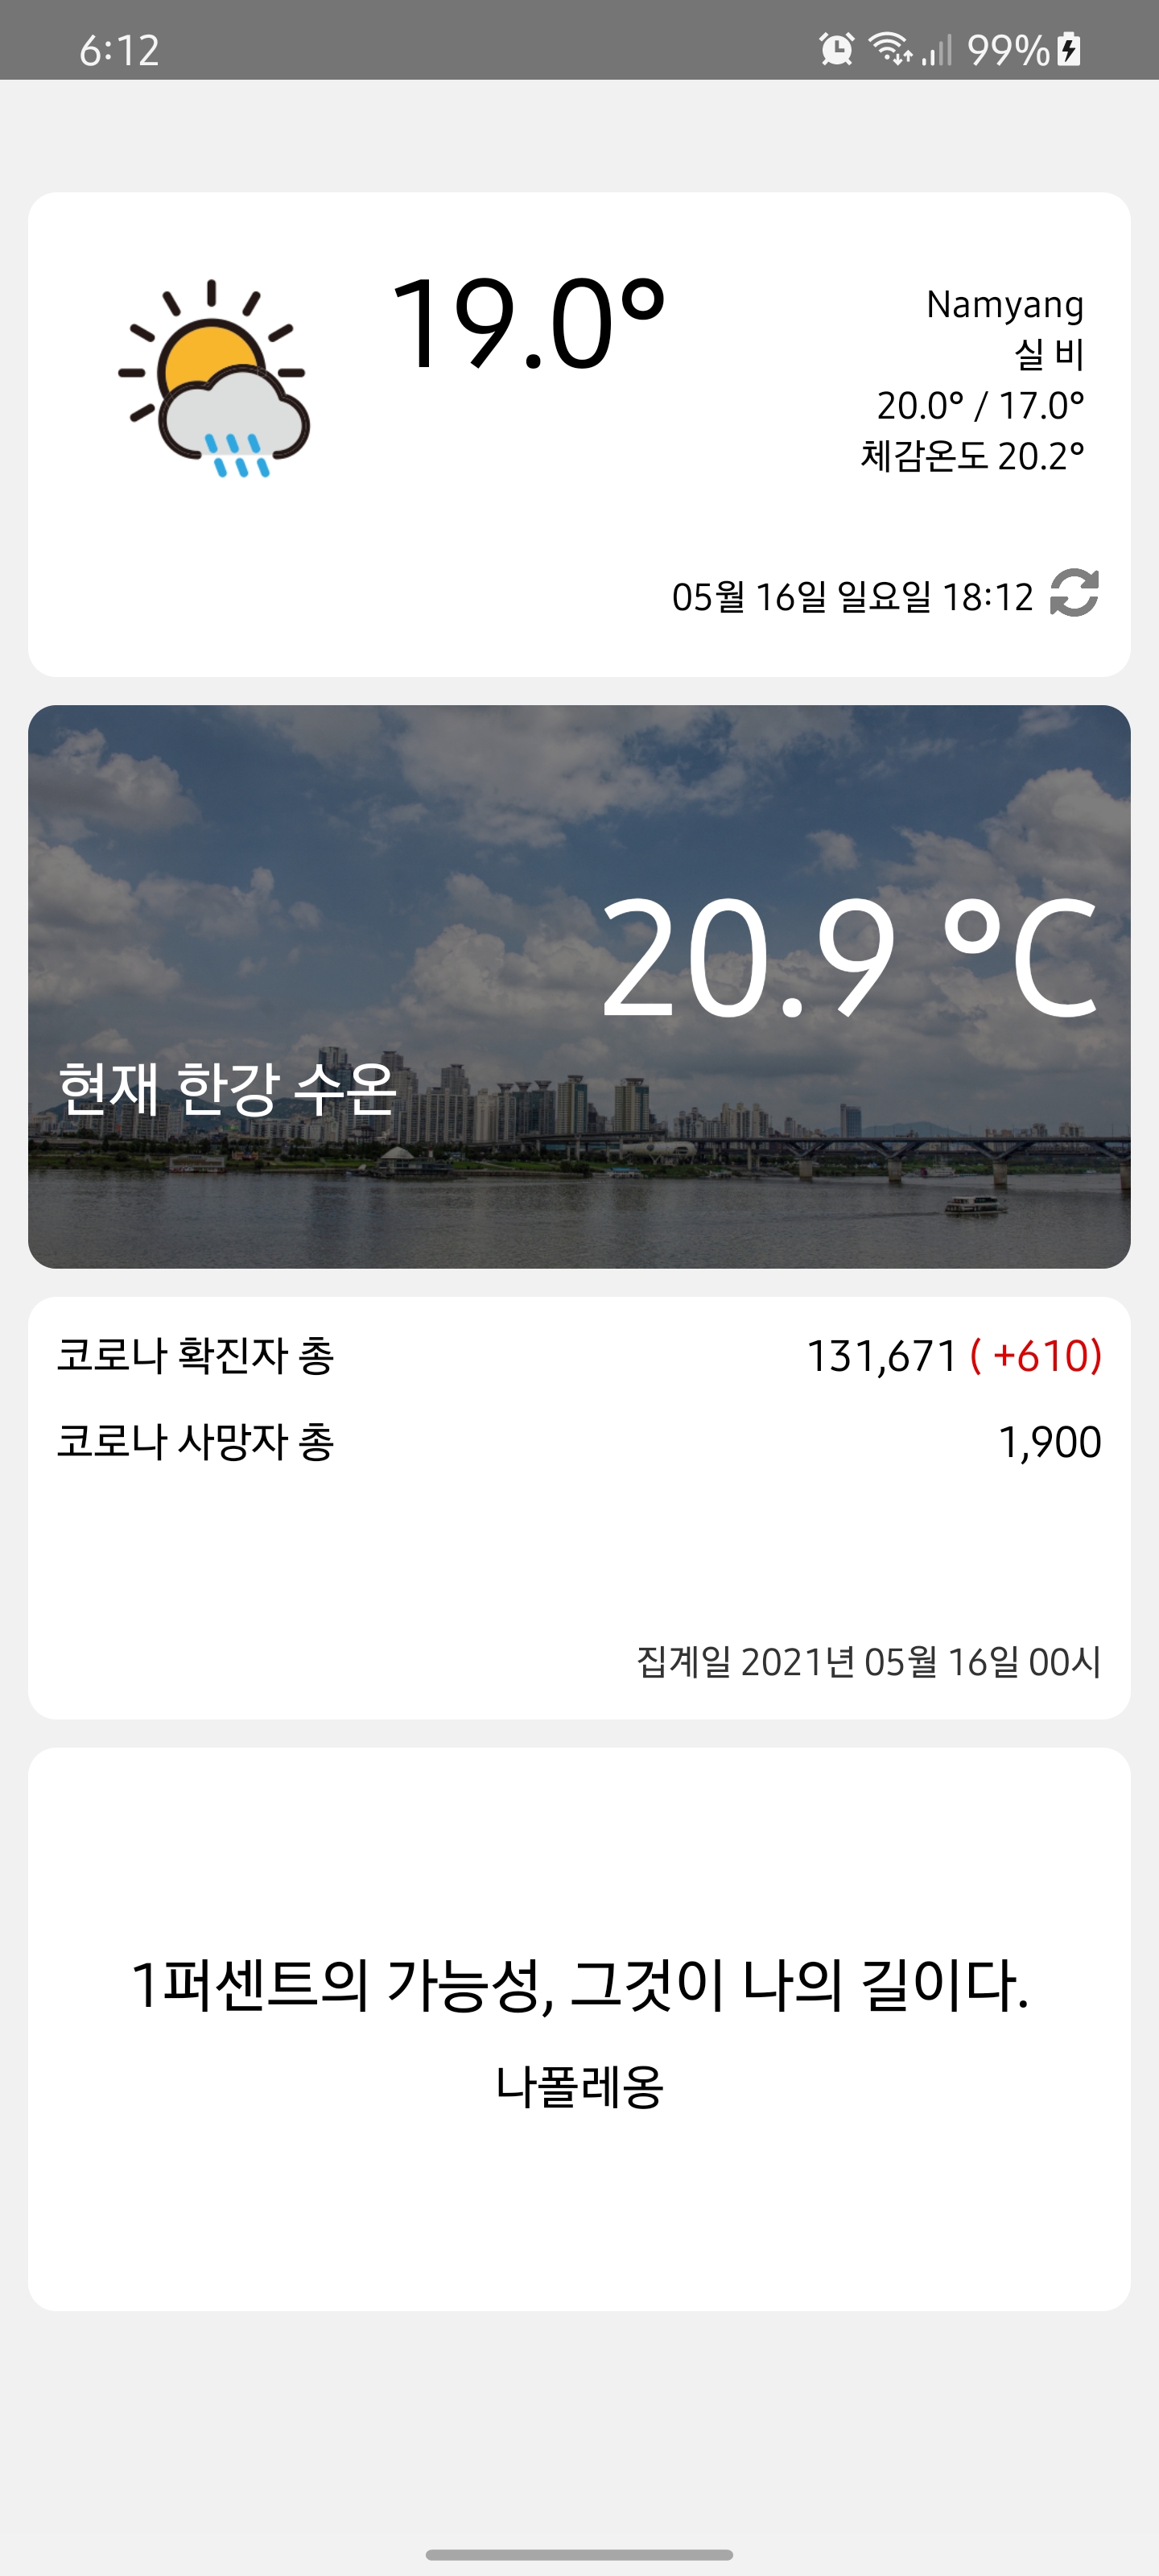 6:12
99%
19.0°
Namyang
실 비
20.0° / 17.0°
체감온도 20.2°
05월 16일 일요일 18:12
20.9 °C
현재 한강 수온
코로나 확진자 총 131,671 ( +610)
코로나 사망자 총 1,900
집계일 2021년 05월 16일 00시
1퍼센트의 가능성, 그것이 나의 길이다.
나폴레옹